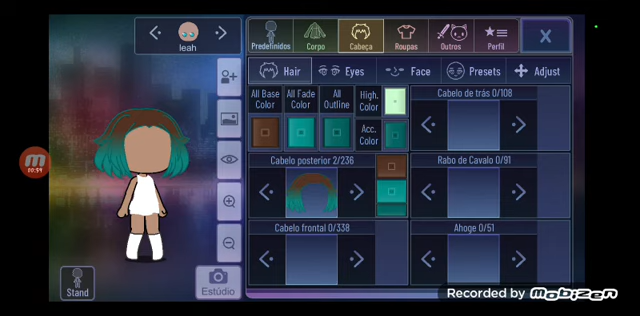 leah
Predefinidos
Corpo
Cabeça
Roupas
Outros
Perfil
X
Hair
Eyes
Face
Presets
Adjust
All Base Color
All Fade Color
All Outline
High. Color
Acc. Color
Cabelo de trás 0/108
Cabelo posterior 2/236
Rabo de Cavalo 0/91
Cabelo frontal 0/338
Ahoge 0/51
00:59
Stand
Estúdio
Recorded by mobizen